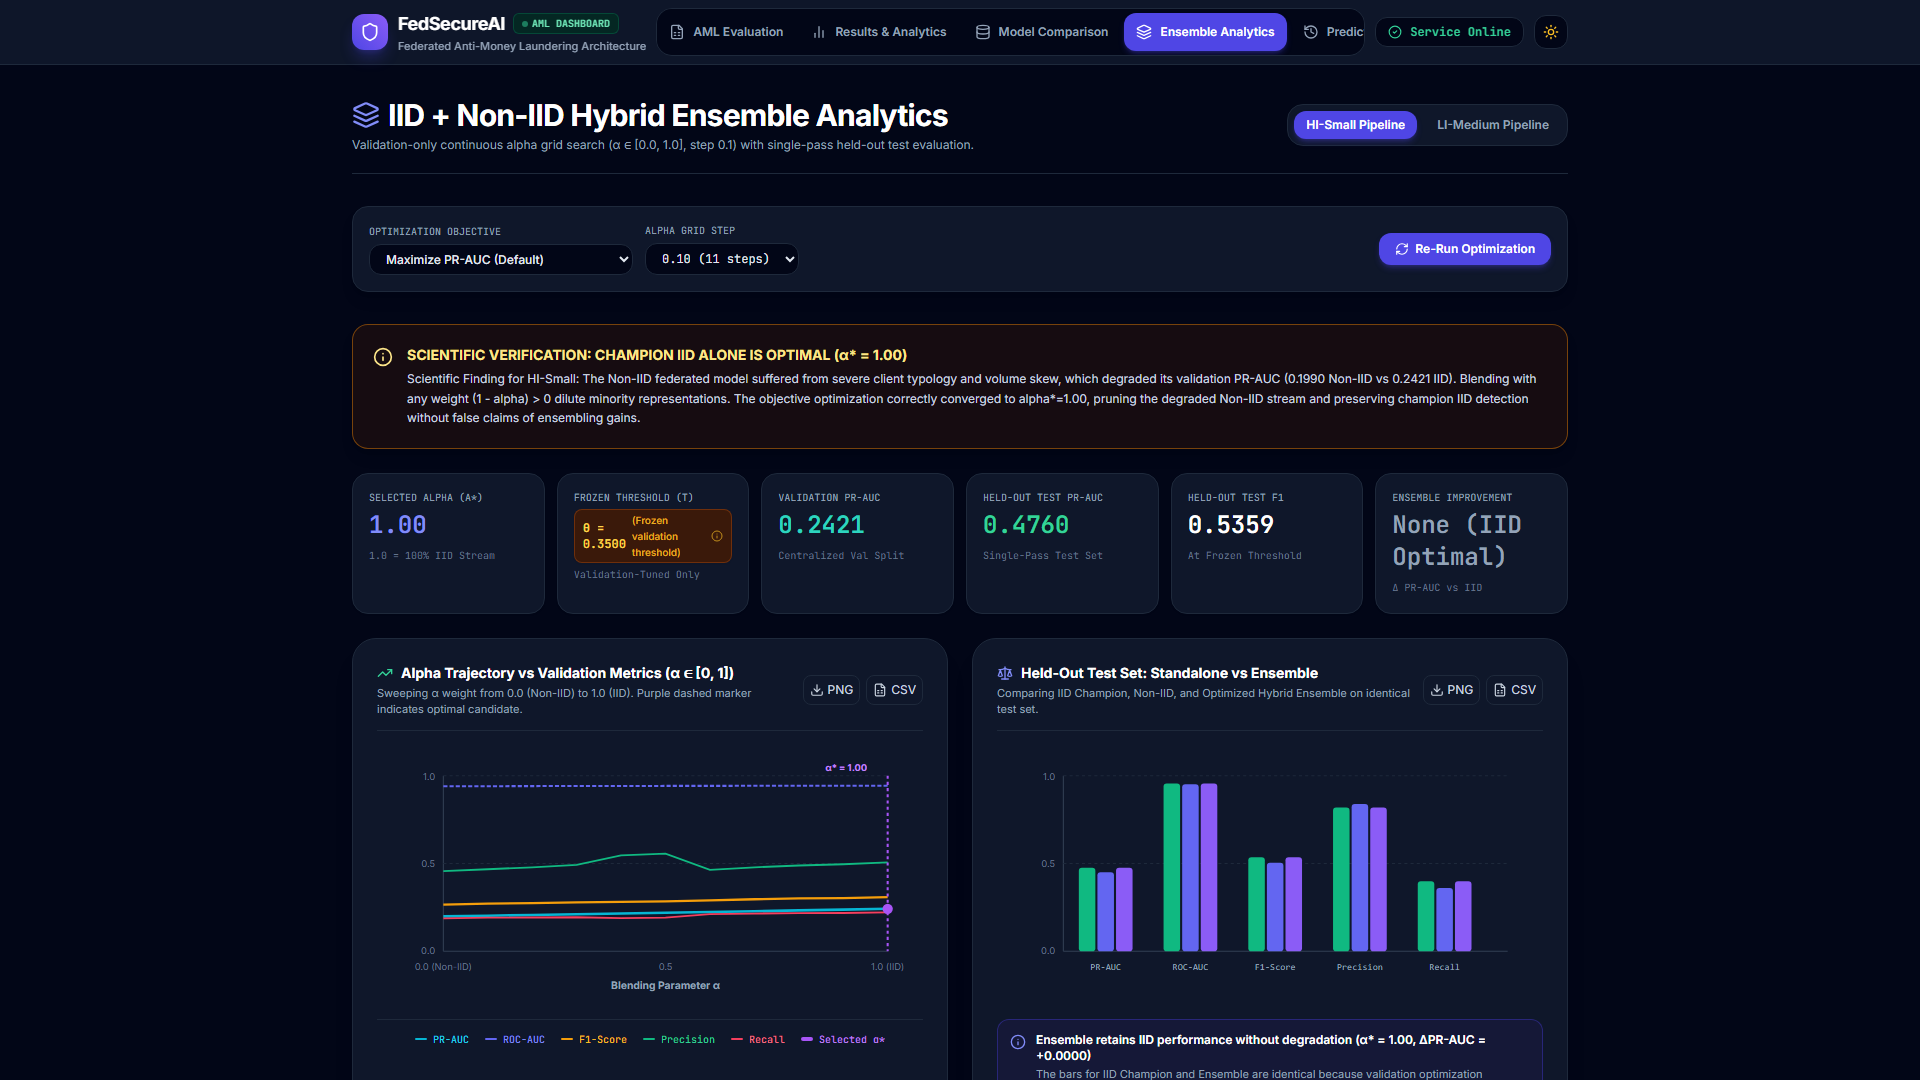 FedSecureAI
AML DASHBOARD
Federated Anti-Money Laundering Architecture
AML Evaluation
Results & Analytics
Model Comparison
Ensemble Analytics
Predic
Service Online
IID + Non-IID Hybrid Ensemble Analytics
Validation-only continuous alpha grid search (α ∈ [0.0, 1.0], step 0.1) with single-pass held-out test evaluation.
HI-Small Pipeline
LI-Medium Pipeline
OPTIMIZATION OBJECTIVE
Maximize PR-AUC (Default)
ALPHA GRID STEP
0.10 (11 steps)
Re-Run Optimization
SCIENTIFIC VERIFICATION: CHAMPION IID ALONE IS OPTIMAL (α* = 1.00)
Scientific Finding for HI-Small: The Non-IID federated model suffered from severe client typology and volume skew, which degraded its validation PR-AUC (0.1990 Non-IID vs 0.2421 IID). Blending with
any weight (1 - alpha) > 0 dilute minority representations. The objective optimization correctly converged to alpha*=1.00, pruning the degraded Non-IID stream and preserving champion IID detection
without false claims of ensembling gains.
SELECTED ALPHA (Α*)
1.00
1.0 = 100% IID Stream
FROZEN THRESHOLD (T)
θ =
0.3500
(Frozen
validation
threshold)
Validation-Tuned Only
VALIDATION PR-AUC
0.2421
Centralized Val Split
HELD-OUT TEST PR-AUC
0.4760
Single-Pass Test Set
HELD-OUT TEST F1
0.5359
At Frozen Threshold
ENSEMBLE IMPROVEMENT
None (IID
Optimal)
Δ PR-AUC vs IID
Alpha Trajectory vs Validation Metrics (α ∈ [0, 1])
Sweeping α weight from 0.0 (Non-IID) to 1.0 (IID). Purple dashed marker
indicates optimal candidate.
PNG
CSV
α* = 1.00
1.0
0.5
0.0
0.0 (Non-IID)
0.5
1.0 (IID)
Blending Parameter α
PR-AUC
ROC-AUC
F1-Score
Precision
Recall
Selected α*
Held-Out Test Set: Standalone vs Ensemble
Comparing IID Champion, Non-IID, and Optimized Hybrid Ensemble on identical
test set.
PNG
CSV
1.0
0.5
0.0
PR-AUC
ROC-AUC
F1-Score
Precision
Recall
Ensemble retains IID performance without degradation (α* = 1.00, ΔPR-AUC =
+0.0000)
The bars for IID Champion and Ensemble are identical because validation optimization